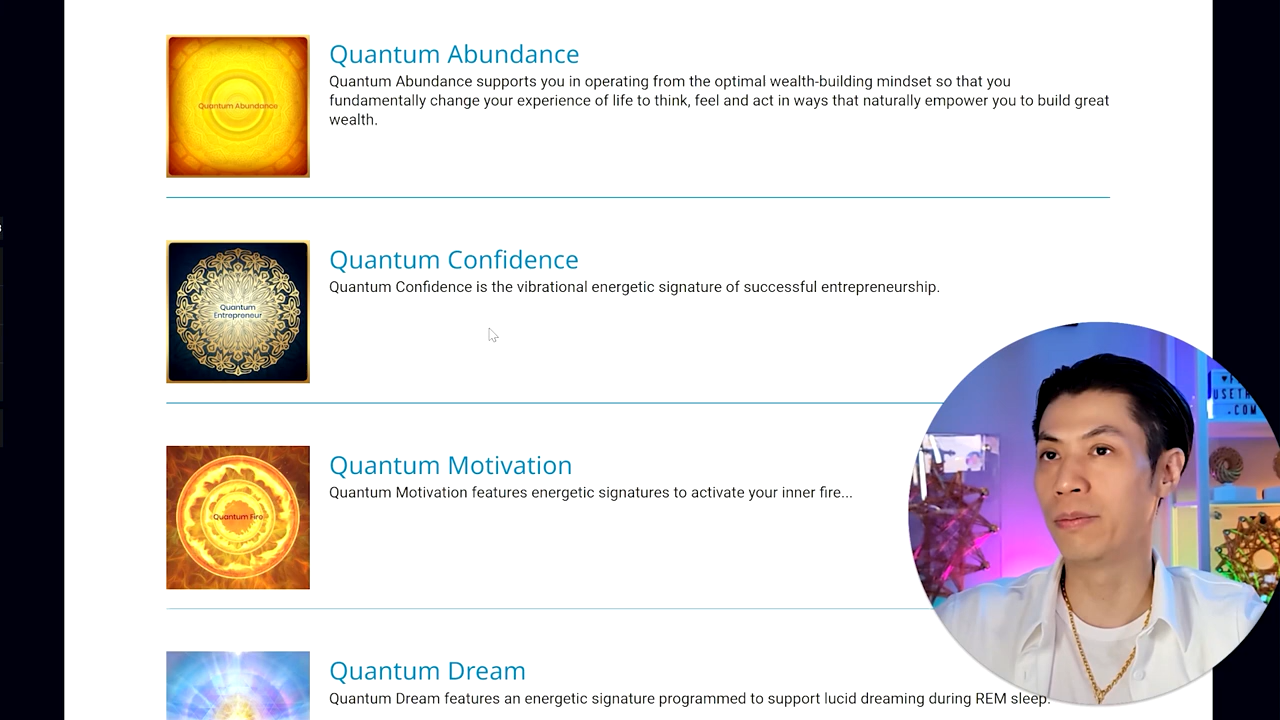 Quantum Abundance
Quantum Abundance supports you in operating from the optimal wealth-building mindset so that you
fundamentally change your experience of life to think, feel and act in ways that naturally empower you to build great
wealth.
Quantum Abundance
Quantum Confidence
Quantum Confidence is the vibrational energetic signature of successful entrepreneurship.
Quantum
Entrepreneur
Quantum Motivation
Quantum Motivation features energetic signatures to activate your inner fire...
Quantum Fire
Quantum Dream
Quantum Dream features an energetic signature programmed to support lucid dreaming during REM sleep.
.COM